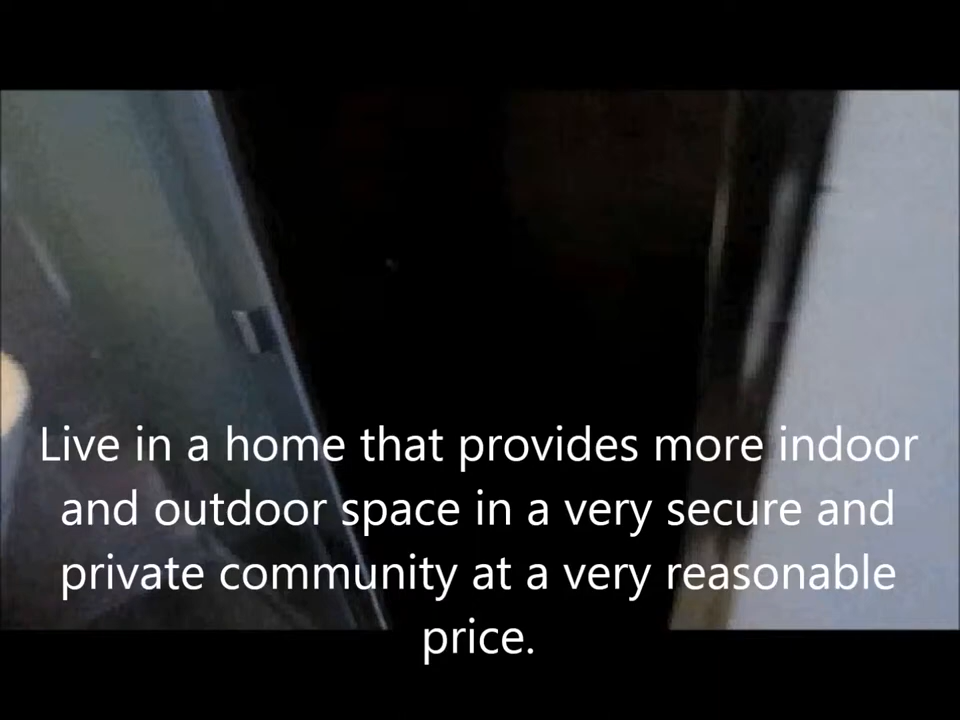 Live in a home that provides more indoor
and outdoor space in a very secure and
private community at a very reasonable
price.